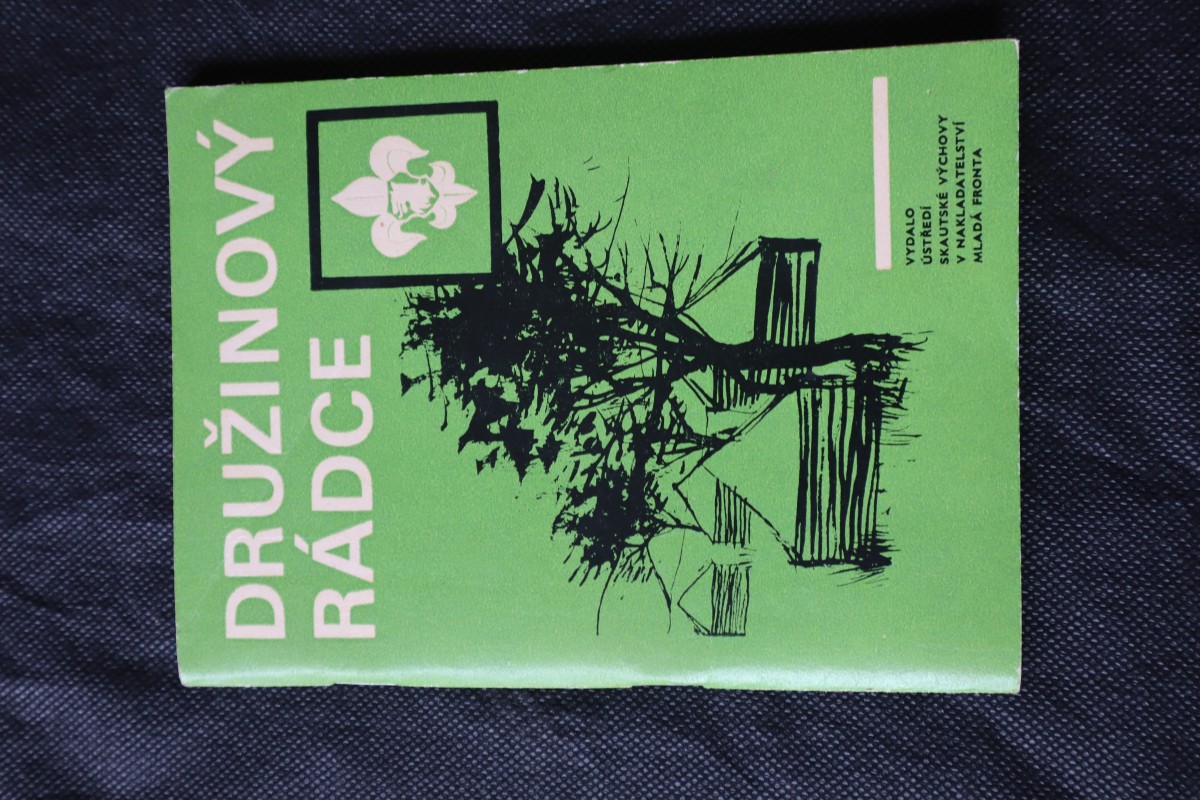 DRUŽINOVÝ
RÁDCE
VYDALO
ÚSTŘEDÍ
SKAUTSKÉ VÝCHOVY
V NAKLADATELSTVÍ
MLADÁ FRONTA